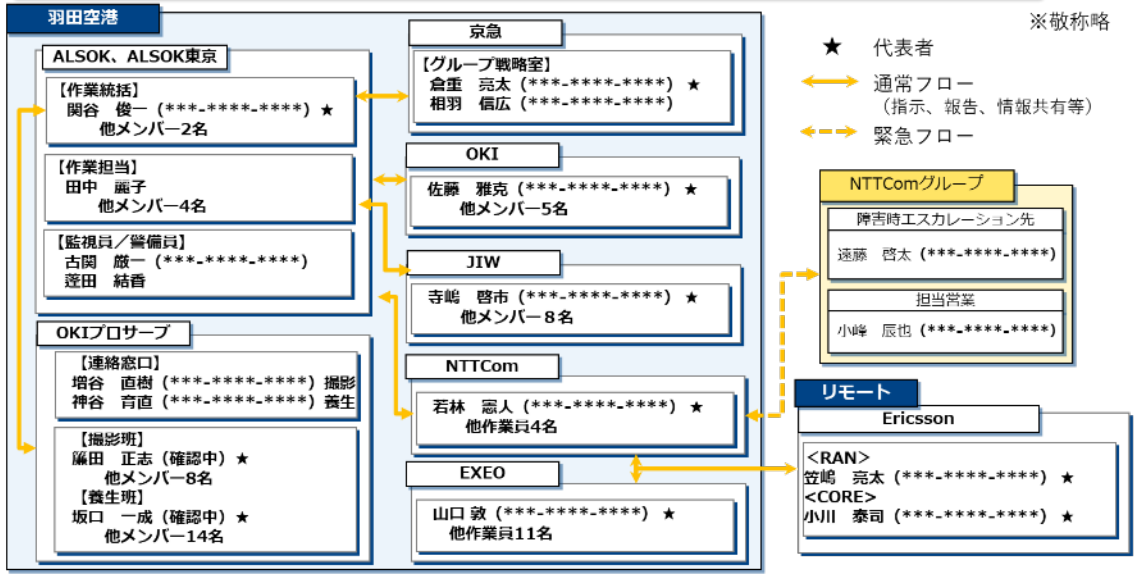 羽田空港
ALSOK、ALSOK東京
【作業統括】
関谷 俊一 (***-****-****) ★
他メンバー2名
【作業担当】
田中 麗子
他メンバー4名
【監視員／警備員】
古関 厳一 (***-****-****)
蓬田 結香
OKIプロサーブ
【連絡窓口】
増谷 直樹 (***-****-****) 撮影
神谷 育直 (***-****-****) 養生
【撮影班】
簾田 正志 (確認中) ★
他メンバー8名
【養生班】
坂口 一成 (確認中) ★
他メンバー14名
京急
【グループ戦略室】
倉重 亮太 (***-****-****) ★
相羽 信広 (***-****-****)
OKI
佐藤 雅克 (***-****-****) ★
他メンバー5名
JIW
寺嶋 啓市 (***-****-****) ★
他メンバー８名
NTTCom
若林 憲人 (***-****-****) ★
他作業員4名
EXEO
山口 敦 (***-****-****) ★
他作業員11名
※敬称略
★ 代表者
通常フロー
（指示、報告、情報共有等）
緊急フロー
NTTComグループ
障害時エスカレーション先
遠藤 啓太 (***-****-****)
担当営業
小峰 辰也 (***-****-****)
リモート
Ericsson
<RAN>
笠嶋 亮太 (***-****-****) ★
<CORE>
小川 泰司 (***-****-****) ★